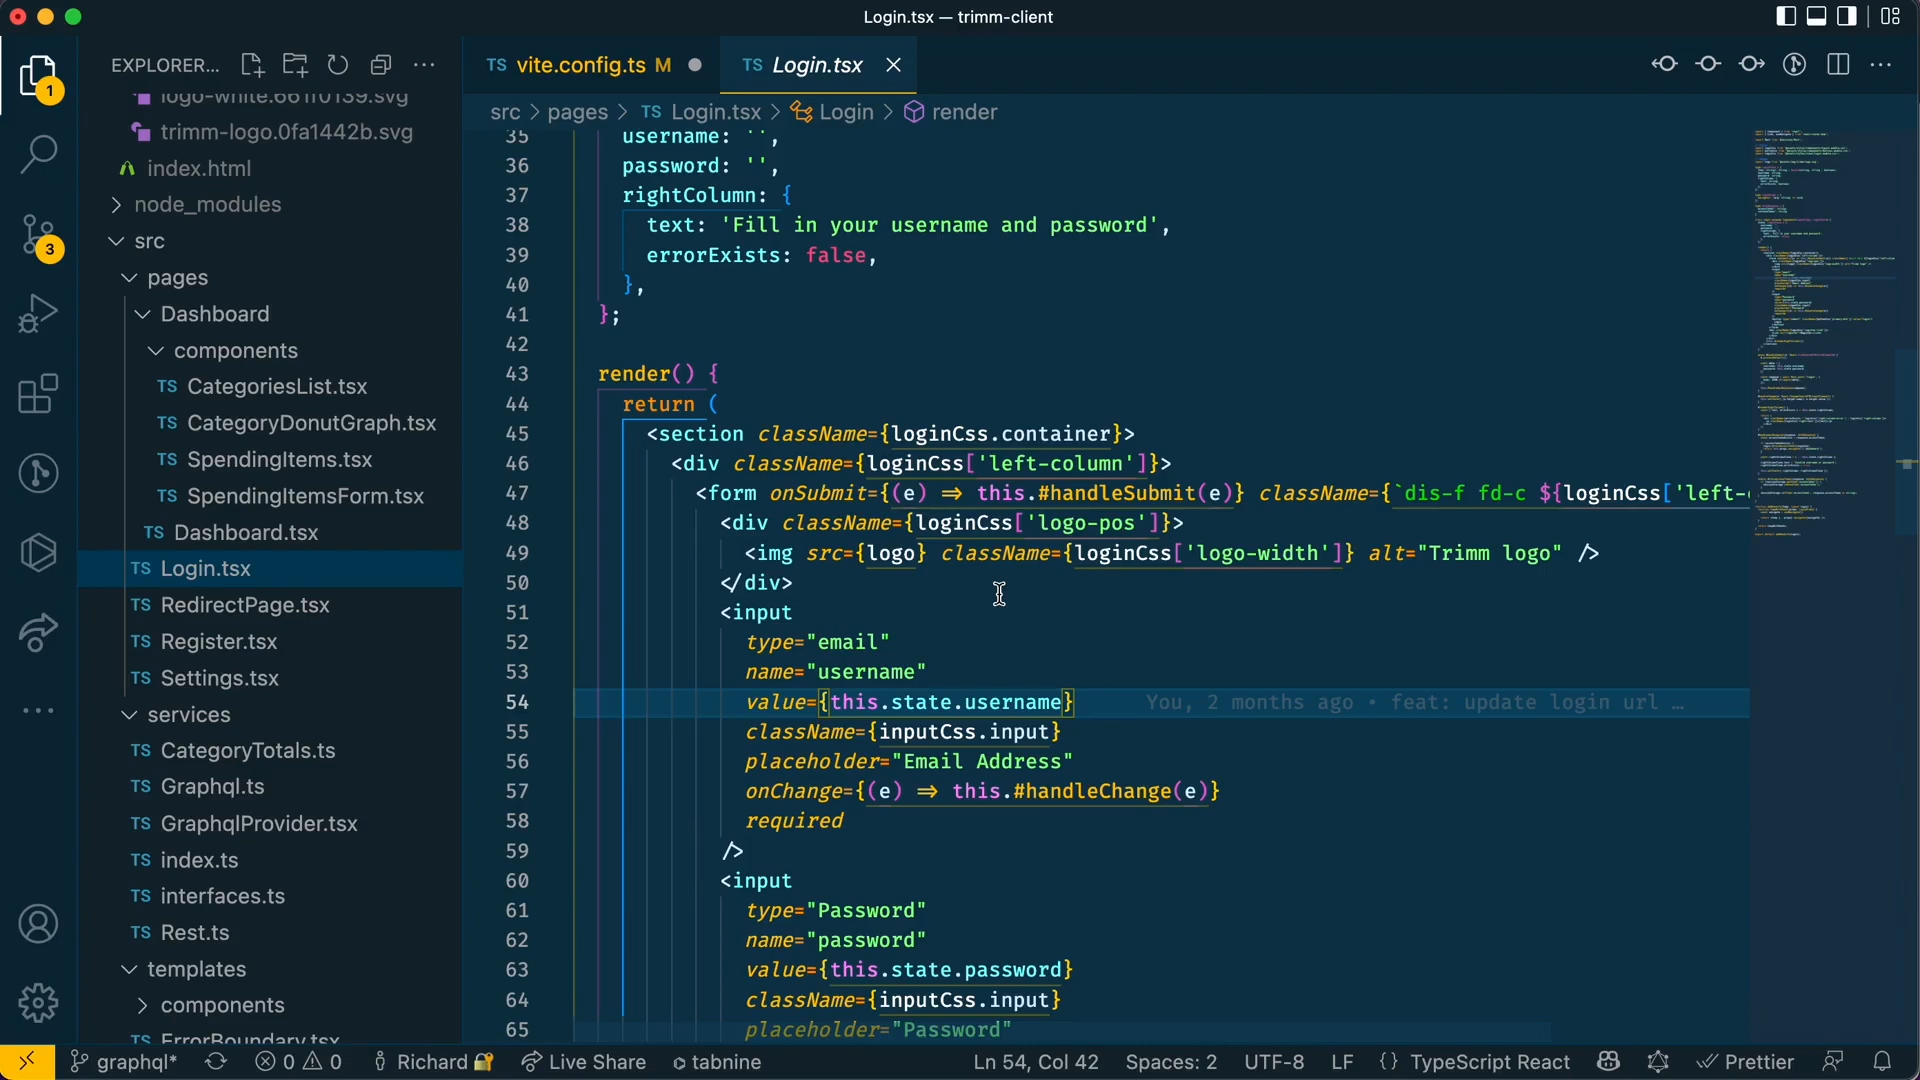 Login.tsx — trimm-client
EXPLORER...
TS vite.config.ts M
TS Login.tsx
1
logo-white.661f0139.svg
trimm-logo.0fa1442b.svg
index.html
node_modules
src
pages
Dashboard
components
TS CategoriesList.tsx
TS CategoryDonutGraph.tsx
TS SpendingItems.tsx
TS SpendingItemsForm.tsx
TS Dashboard.tsx
TS Login.tsx
TS RedirectPage.tsx
TS Register.tsx
TS Settings.tsx
services
TS CategoryTotals.ts
TS Graphql.ts
TS GraphqlProvider.tsx
TS index.ts
TS interfaces.ts
TS Rest.ts
templates
components
TS ErrorBoundary.tsx
3
src > pages > TS Login.tsx > Login > render
35 username: '',
36 password: '',
37 rightColumn: {
38 text: 'Fill in your username and password',
39 errorExists: false,
40 },
41 };
42
43 render() {
44 return (
45 <section className={loginCss.container}>
46 <div className={loginCss['left-column']}>
47 <form onSubmit={(e) => this.#handleSubmit(e)} className={`dis-f fd-c ${loginCss['left-
48 <div className={loginCss['logo-pos']}>
49 <img src={logo} className={loginCss['logo-width']} alt="Trimm logo" />
50 </div>
51 <input
52 type="email"
53 name="username"
54 value={this.state.username} You, 2 months ago • feat: update login url …
55 className={inputCss.input}
56 placeholder="Email Address"
57 onChange={(e) => this.#handleChange(e)}
58 required
59 />
60 <input
61 type="Password"
62 name="password"
63 value={this.state.password}
64 className={inputCss.input}
65 placeholder="Password"
graphql* 0 0 Richard Live Share tabnine Ln 54, Col 42 Spaces: 2 UTF-8 LF {} TypeScript React Prettier